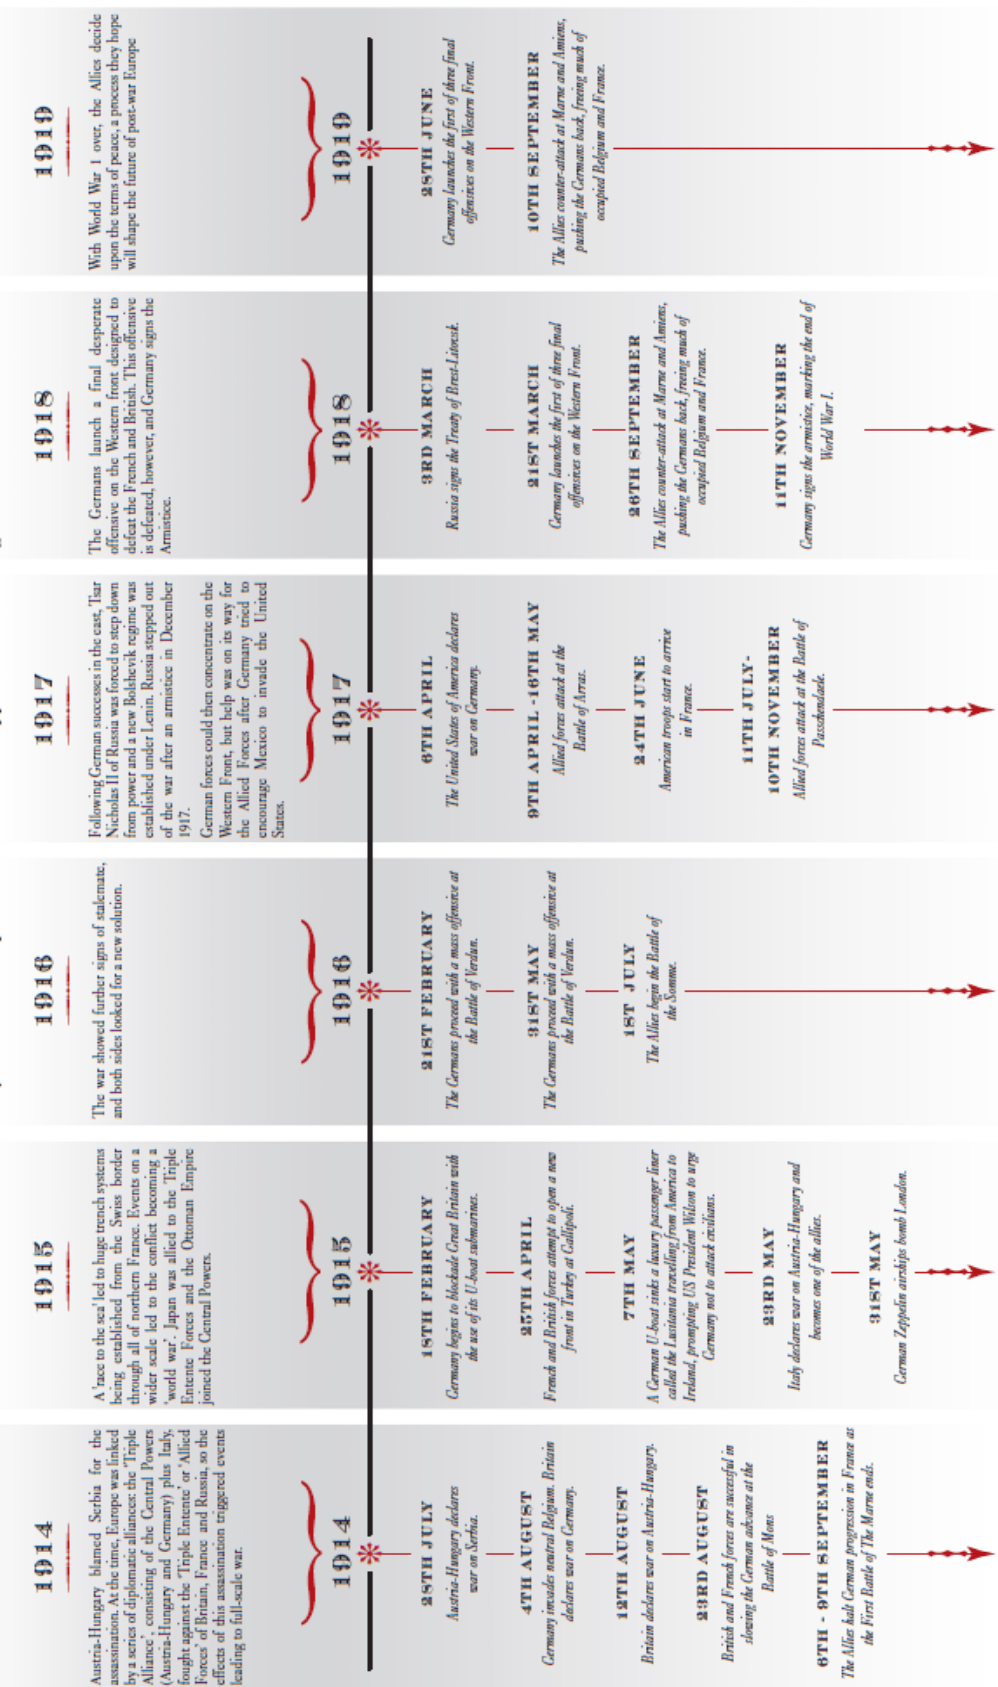 1914
Austria-Hungary blamed Serbia for the
assassination. At the time, Europe was linked
by a series of diplomatic alliances: the 'Triple
Alliance', consisting of the Central Powers
(Austria-Hungary and Germany) plus Italy,
fought against the 'Triple Entente' or 'Allied
Forces' of Britain, France and Russia, so the
effects of this assassination triggered events
leading to full-scale war.
1914
28TH JULY
Austria-Hungary declares
war on Serbia.
4TH AUGUST
Germany invades neutral Belgium. Britain
declares war on Germany.
12TH AUGUST
Britain declares war on Austria-Hungary.
23RD AUGUST
British and French forces are successful in
slowing the German advance at the
Battle of Mons
6TH - 9TH SEPTEMBER
The Allies halt German progression in France as
the First Battle of The Marne ends.
1915
A 'race to the sea' led to huge trench systems
being established from the Swiss border
through all of northern France. Events on a
wider scale led to the conflict becoming a
'world war'. Japan was allied to the Triple
Entente Forces and the Ottoman Empire
joined the Central Powers.
1915
18TH FEBRUARY
Germany begins to blockade Great Britain with
the use of its U-boat submarines.
25TH APRIL
French and British forces attempt to open a new
front in Turkey at Gallipoli.
7TH MAY
A German U-boat sinks a luxury passenger liner
called the Lusitania travelling from America to
Ireland, prompting US President Wilson to urge
Germany not to attack civilians.
23RD MAY
Italy declares war on Austria-Hungary and
becomes one of the allies.
31ST MAY
German Zeppelin airships bomb London.
1916
The war showed further signs of stalemate,
and both sides looked for a new solution.
1916
21ST FEBRUARY
The Germans proceed with a mass offensive at
the Battle of Verdun.
31ST MAY
The Germans proceed with a mass offensive at
the Battle of Verdun.
1ST JULY
The Allies begin the Battle of
the Somme.
1917
Following German successes in the east, Tsar
Nicholas II of Russia was forced to step down
from power and a new Bolshevik regime was
established under Lenin. Russia stepped out
of the war after an armistice in December
1917.
German forces could then concentrate on the
Western Front, but help was on its way for
the Allied Forces after Germany tried to
encourage Mexico to invade the United
States.
1917
6TH APRIL
The United States of America declares
war on Germany.
9TH APRIL -16TH MAY
Allied forces attack at the
Battle of Arras.
24TH JUNE
American troops start to arrive
in France.
11TH JULY-
10TH NOVEMBER
Allied forces attack at the Battle of
Passchendaele.
1918
The Germans launch a final desperate
offensive on the Western front designed to
defeat the French and British. This offensive
is defeated, however, and Germany signs the
Armistice.
1918
3RD MARCH
Russia signs the Treaty of Brest-Litovsk.
21ST MARCH
Germany launches the first of three final
offensives on the Western Front.
26TH SEPTEMBER
The Allies counter-attack at Marne and Amiens,
pushing the Germans back, freeing much of
occupied Belgium and France.
11TH NOVEMBER
Germany signs the armistice, marking the end of
World War I.
1919
With World War 1 over, the Allies decide
upon the terms of peace, a process they hope
will shape the future of post-war Europe
1919
28TH JUNE
Germany launches the first of three final
offensives on the Western Front.
10TH SEPTEMBER
The Allies counter-attack at Marne and Amiens,
pushing the Germans back, freeing much of
occupied Belgium and France.